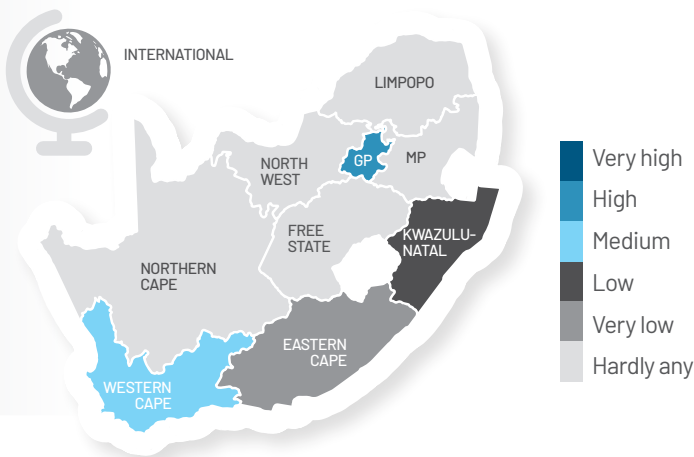 INTERNATIONAL
LIMPOPO
GP
MP
NORTH
WEST
KWAZULU-
NATAL
FREE
STATE
NORTHERN
CAPE
EASTERN
CAPE
WESTERN
CAPE
Very high
High
Medium
Low
Very low
Hardly any